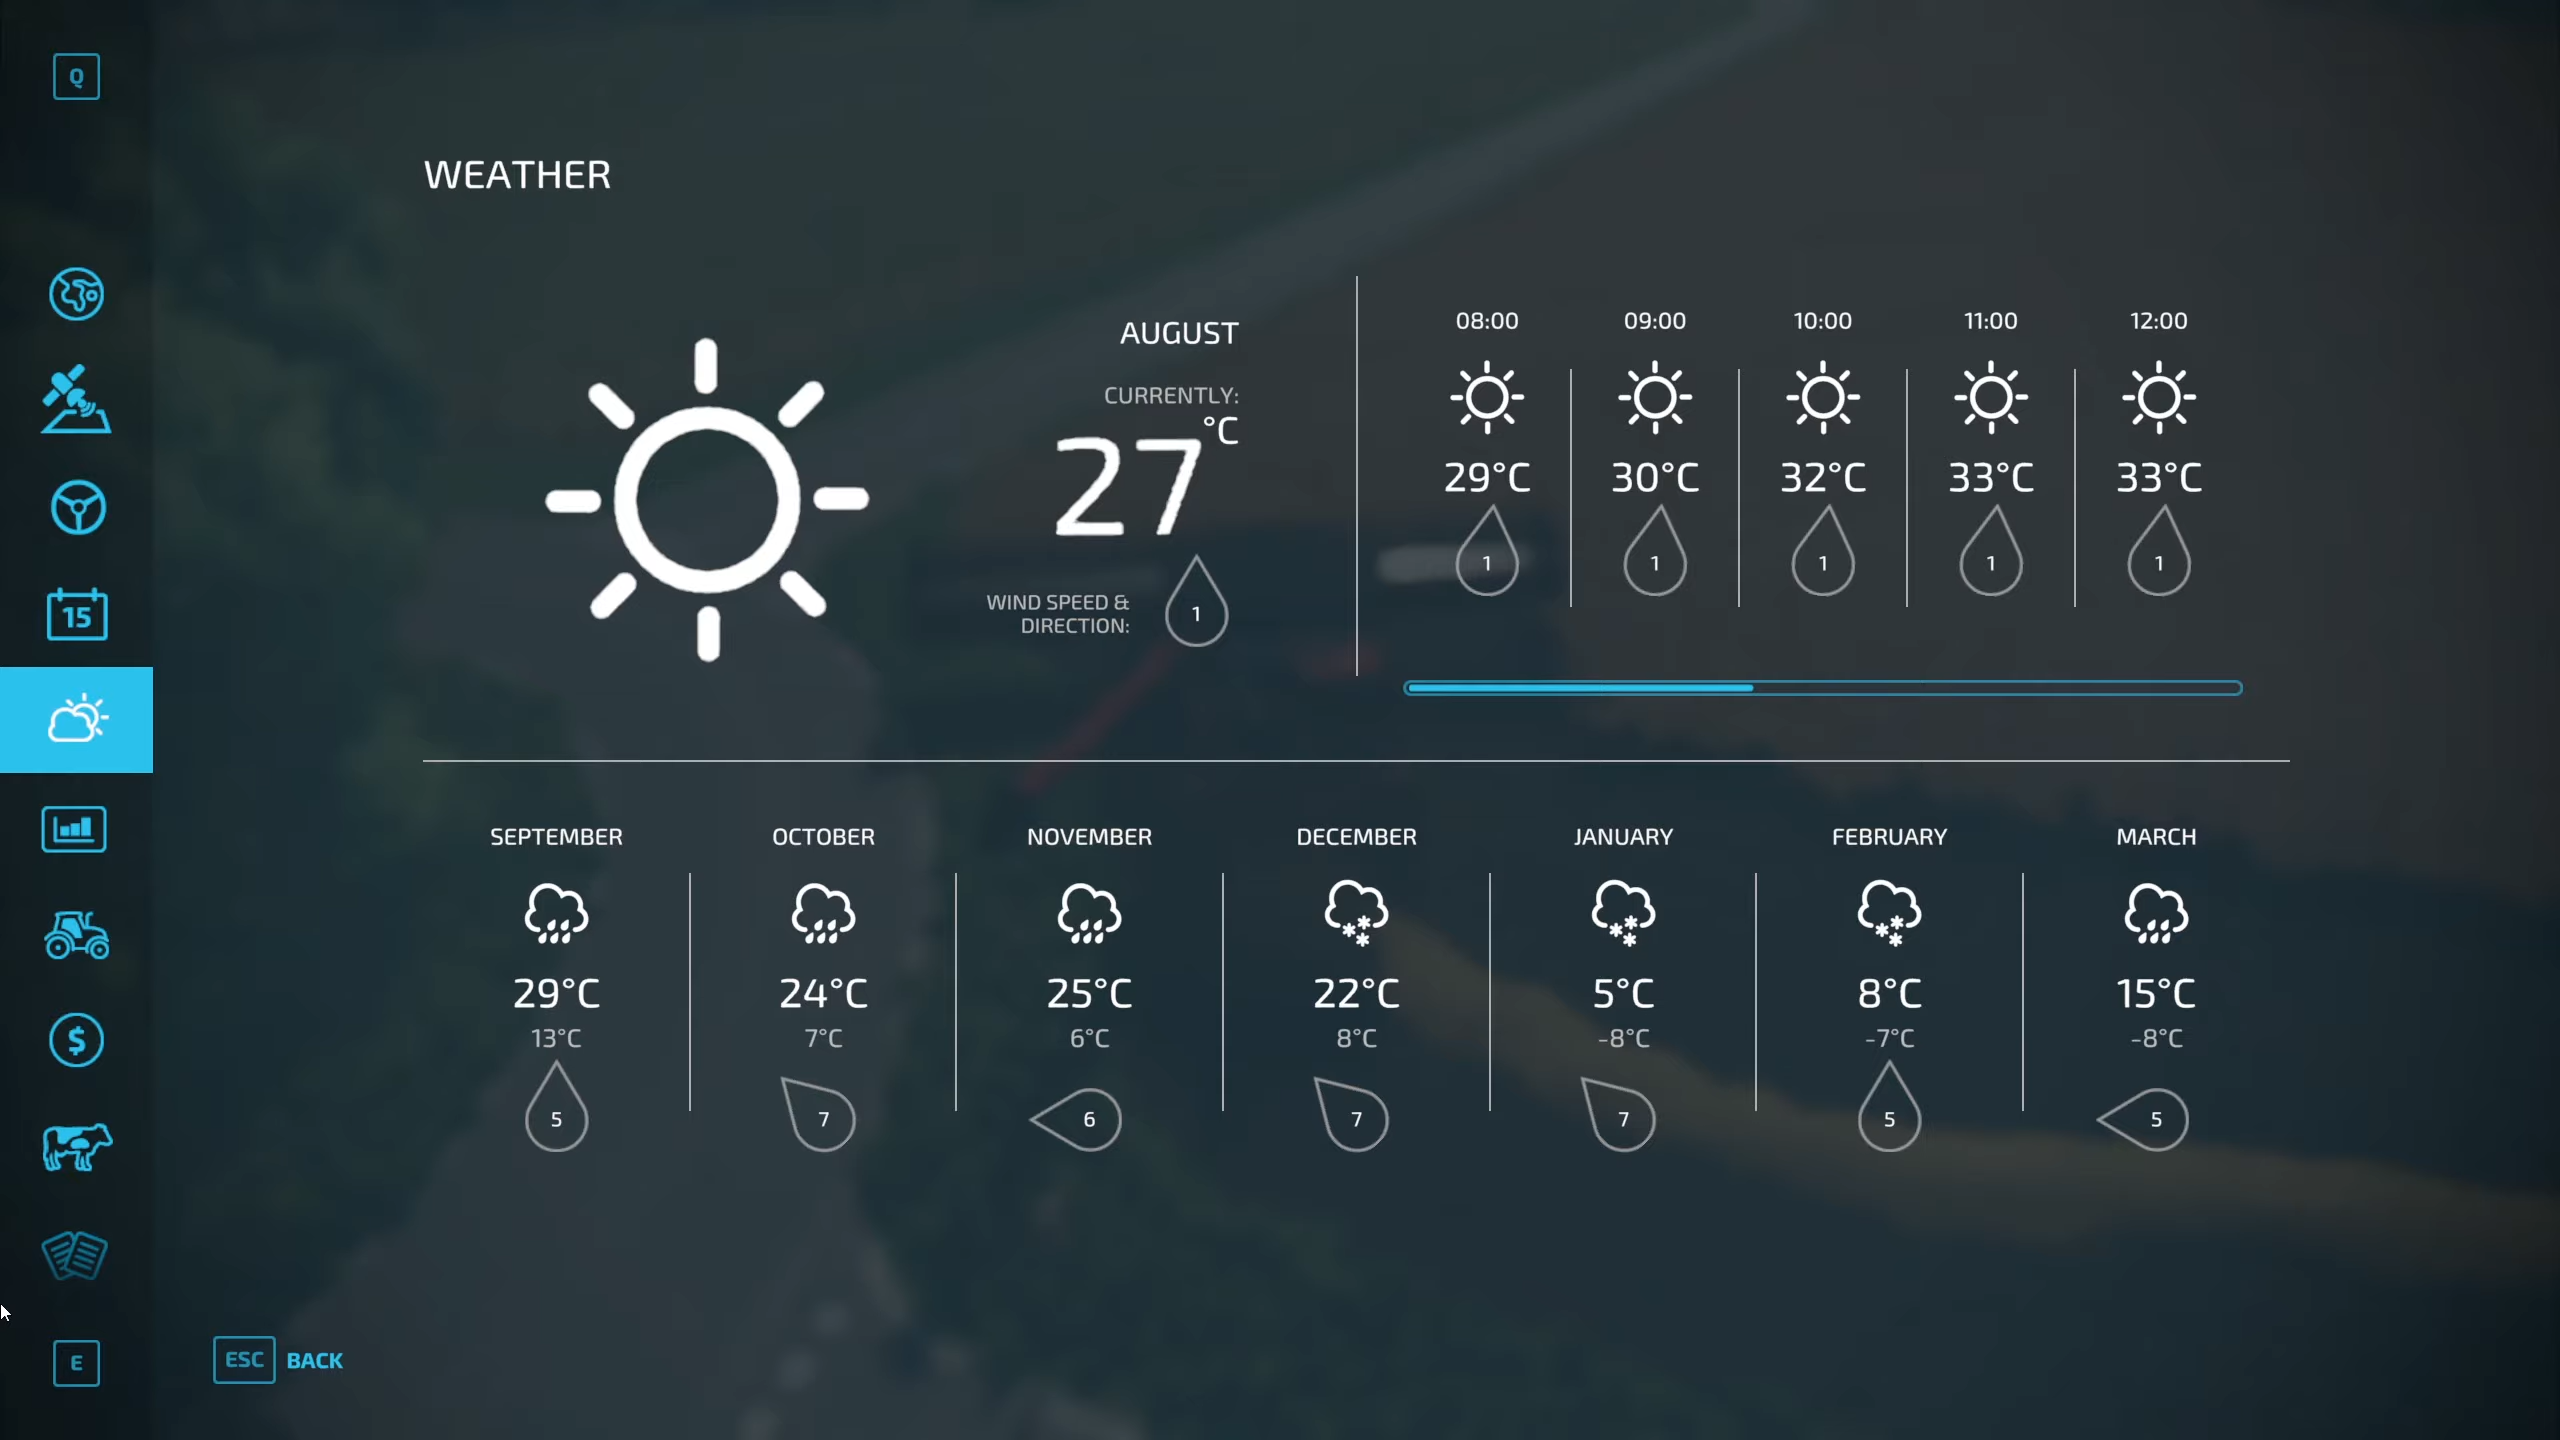 Q
WEATHER
15
AUGUST
CURRENTLY:
27 °C
WIND SPEED &
DIRECTION:
1
08:00 09:00 10:00 11:00 12:00
29°C 30°C 32°C 33°C 33°C
1 1 1 1 1
SEPTEMBER OCTOBER NOVEMBER DECEMBER JANUARY FEBRUARY MARCH
29°C 24°C 25°C 22°C 5°C 8°C 15°C
13°C 7°C 6°C 8°C -8°C -7°C -8°C
5 7 6 7 7 5 5
$
E
ESC BACK